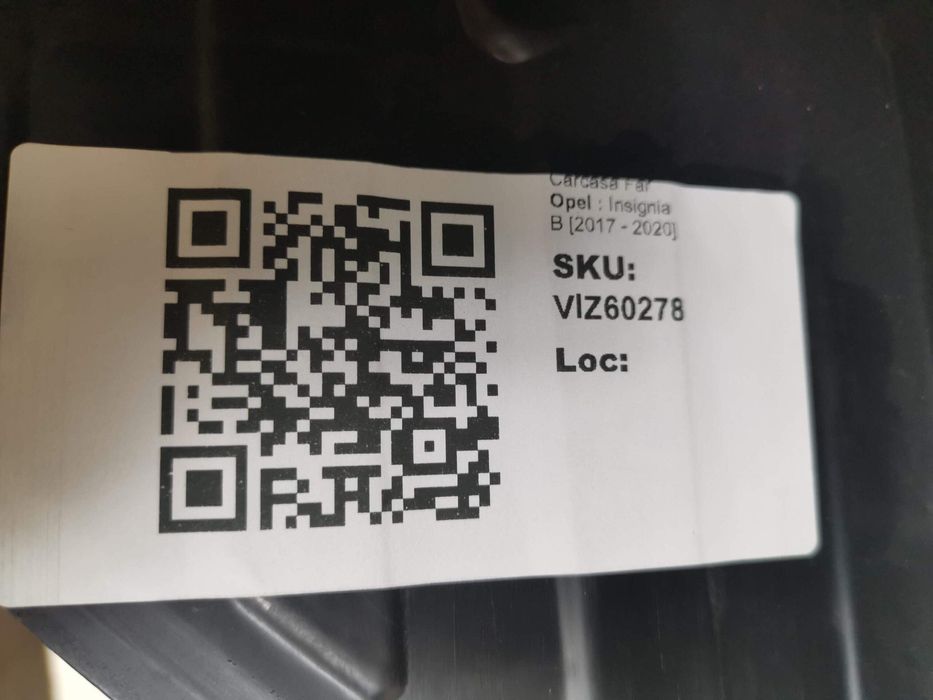 Carcasa Far
Opel : Insignia
B [2017 - 2020]
SKU:
VIZ60278
Loc: